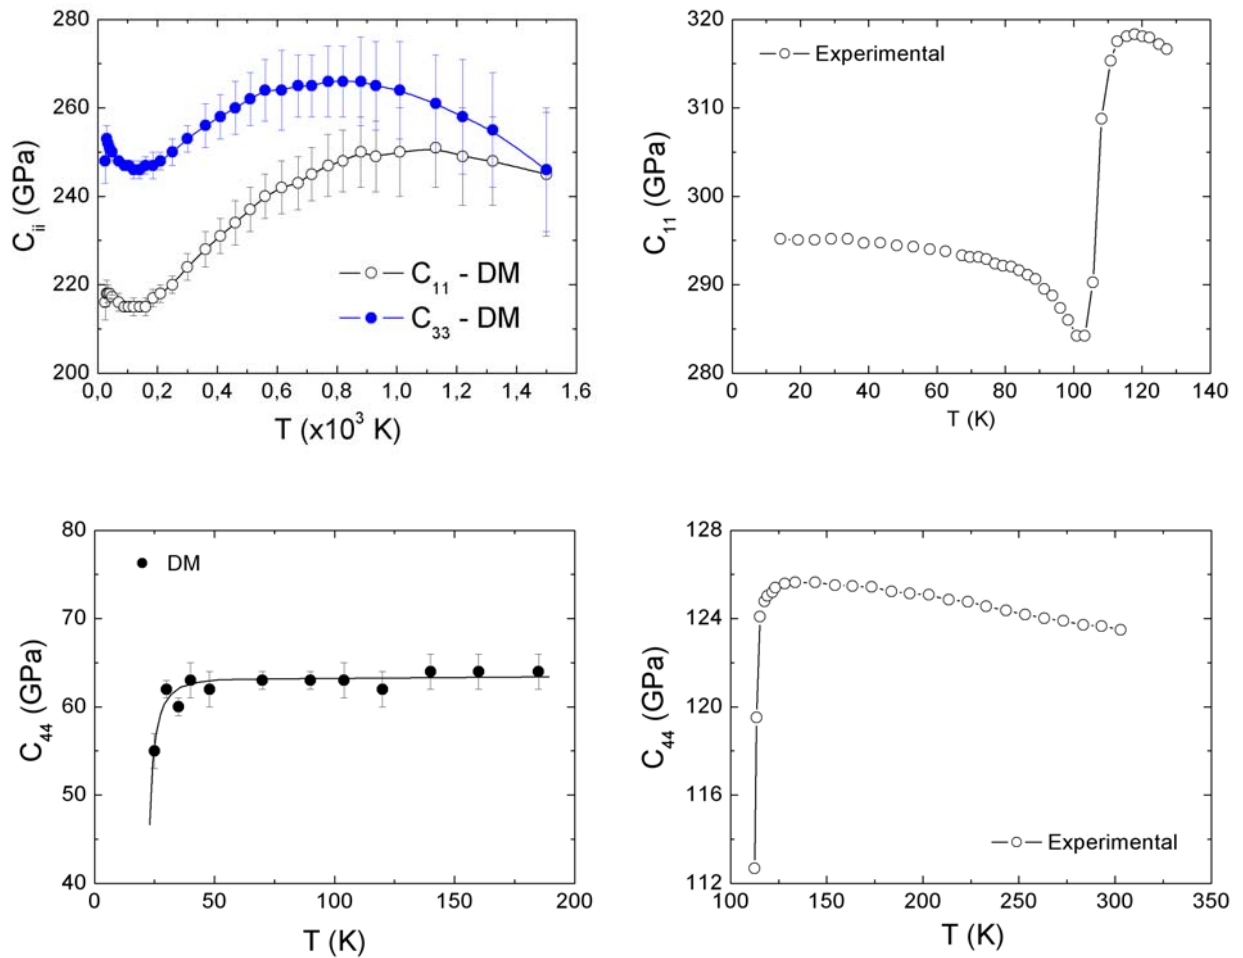 280
260
240
220
200
C_ii (GPa)
C_11 - DM
C_33 - DM
0,0 0,2 0,4 0,6 0,8 1,0 1,2 1,4 1,6
T (x10^3 K)
320
310
300
290
280
C_11 (GPa)
Experimental
0 20 40 60 80 100 120 140
T (K)
80
70
60
50
40
C_44 (GPa)
DM
0 50 100 150 200
T (K)
128
124
120
116
112
C_44 (GPa)
Experimental
100 150 200 250 300 350
T (K)